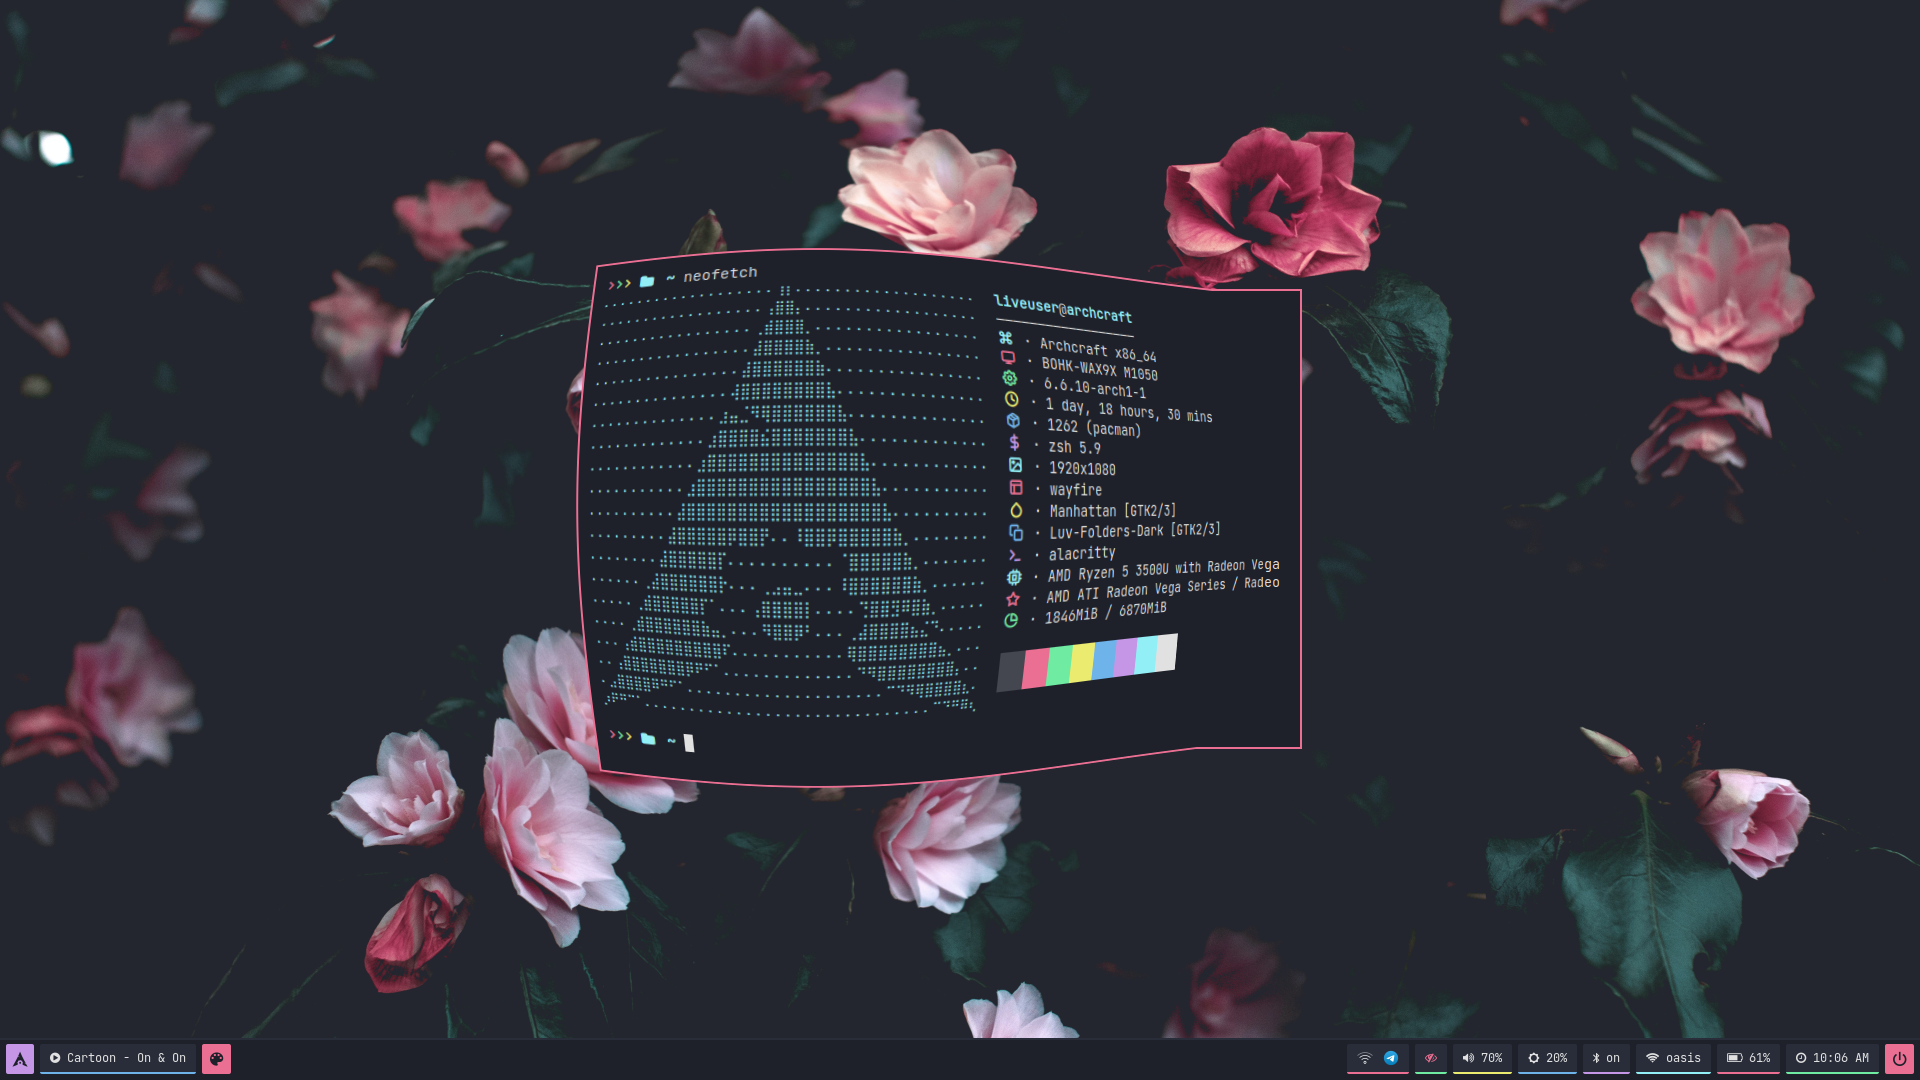 >>> ~ neofetch
liveuser@archcraft
· Archcraft x86_64
· BOHK-WAX9X M1050
· 6.6.10-arch1-1
· 1 day, 18 hours, 30 mins
· 1262 (pacman)
$ · zsh 5.9
· 1920x1080
· wayfire
· Manhattan [GTK2/3]
· Luv-Folders-Dark [GTK2/3]
· alacritty
· AMD Ryzen 5 3500U with Radeon Vega
· AMD ATI Radeon Vega Series / Radeo
· 1846MiB / 6870MiB
>>> ~
Cartoon - On & On
70%
20%
on
oasis
61%
10:06 AM